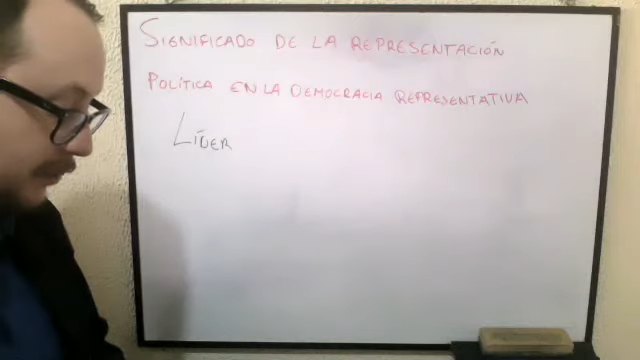 SIGNIFICADO DE LA REPRESENTACIÓN
POLÍTICA EN LA DEMOCRACIA REPRESENTATIVA
LÍDER